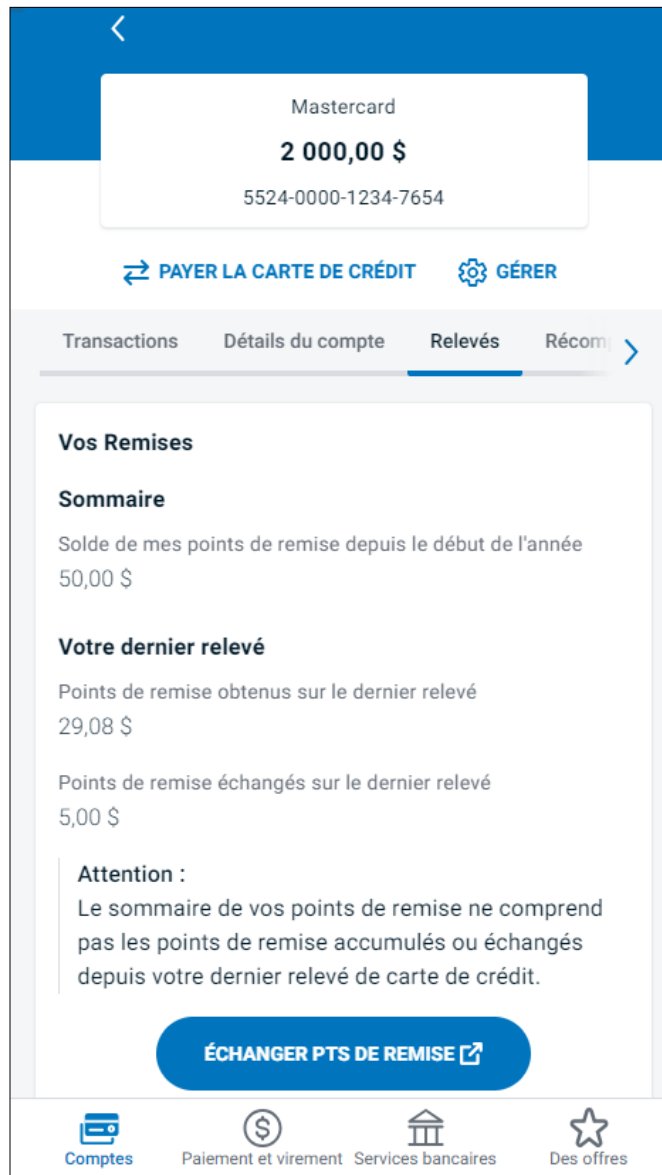 Mastercard
2 000,00 $
5524-0000-1234-7654
PAYER LA CARTE DE CRÉDIT GÉRER
Transactions Détails du compte Relevés Récom
Vos Remises
Sommaire
Solde de mes points de remise depuis le début de l'année
50,00 $
Votre dernier relevé
Points de remise obtenus sur le dernier relevé
29,08 $
Points de remise échangés sur le dernier relevé
5,00 $
Attention :
Le sommaire de vos points de remise ne comprend
pas les points de remise accumulés ou échangés
depuis votre dernier relevé de carte de crédit.
ÉCHANGER PTS DE REMISE
Comptes Paiement et virement Services bancaires Des offres